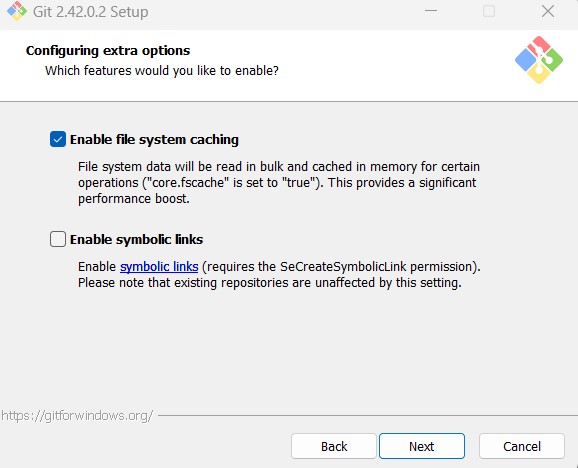 Git 2.42.0.2 Setup
Configuring extra options
Which features would you like to enable?
Enable file system caching
File system data will be read in bulk and cached in memory for certain
operations ("core.fscache" is set to "true"). This provides a significant
performance boost.
Enable symbolic links
Enable symbolic links (requires the SeCreateSymbolicLink permission).
Please note that existing repositories are unaffected by this setting.
https://gitforwindows.org/
Back
Next
Cancel